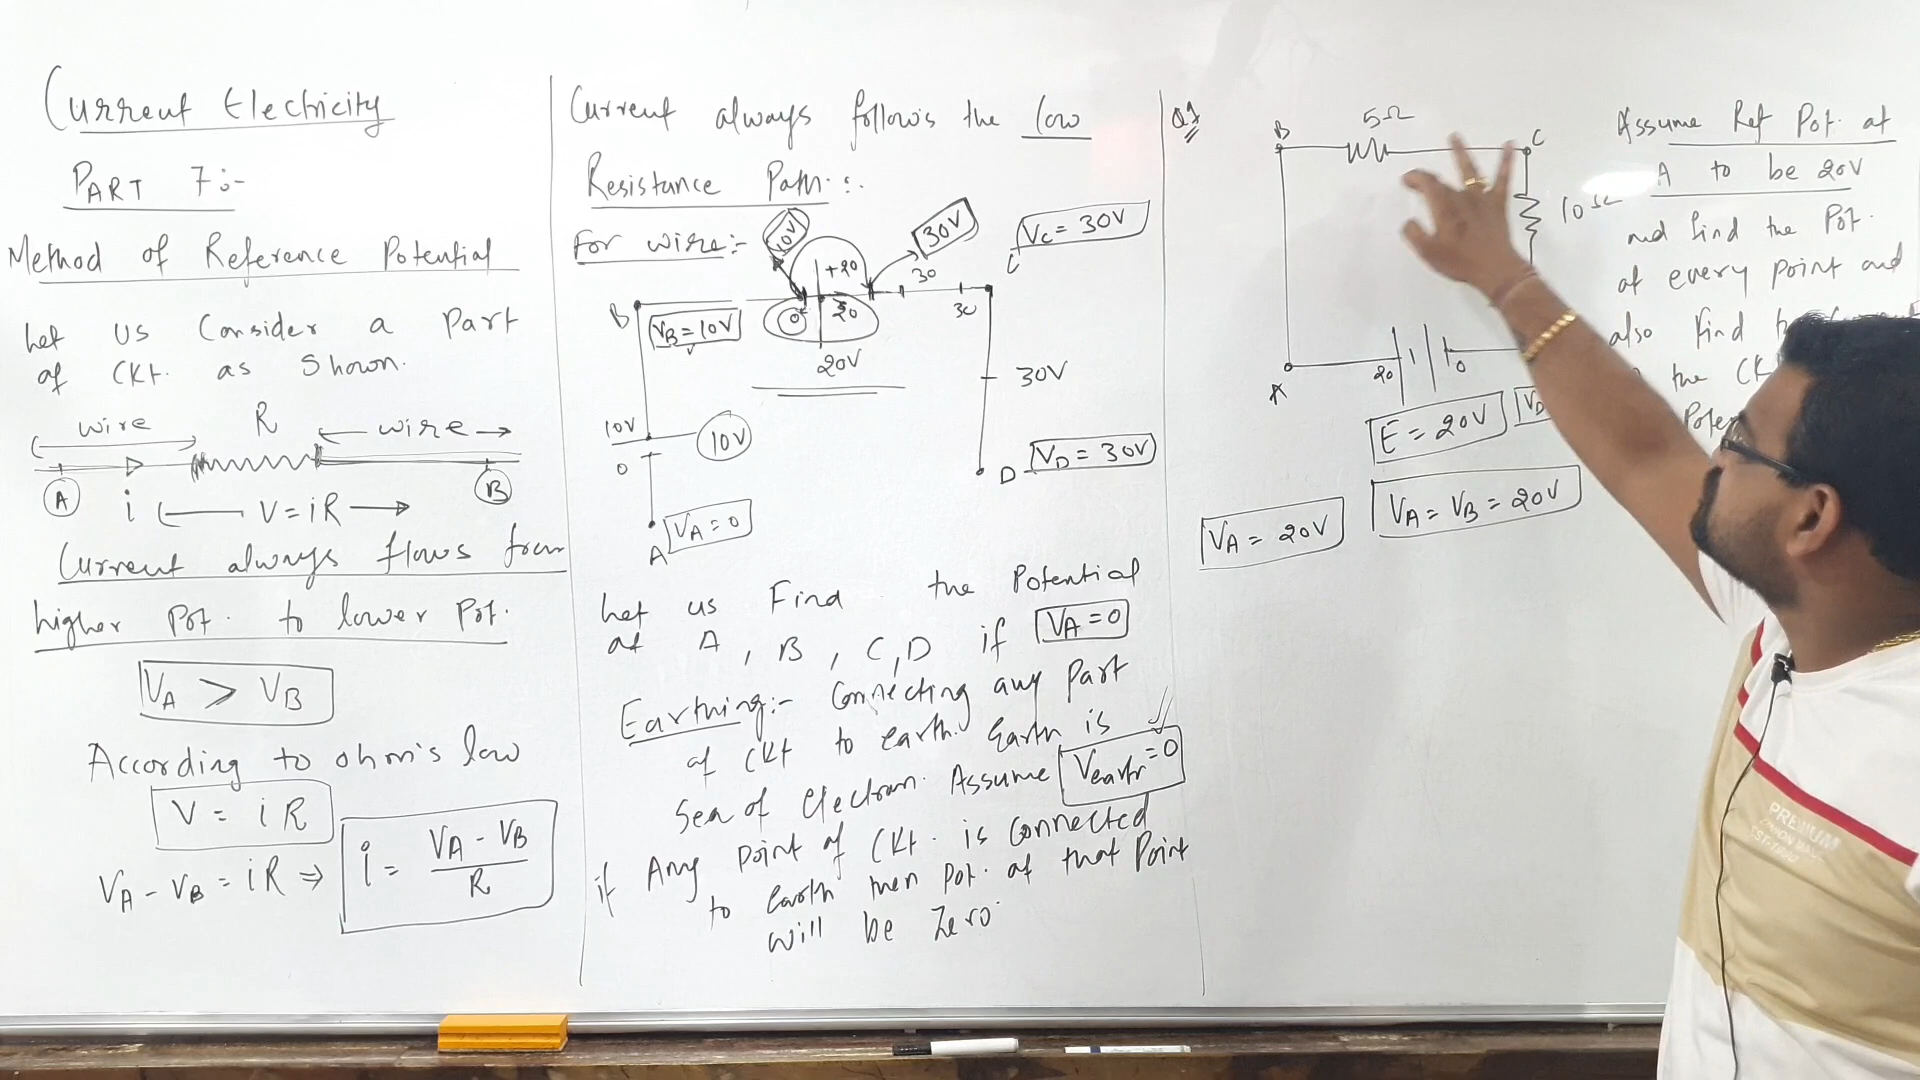 Current Electricity
PART 7:-
Method of Reference Potential
Let us Consider a Part
of CKt. as Shown.
wire R wire
A i V = iR B
Current always flows from
higher Pot. to lower Pot.
VA > VB
According to ohm's law
V = iR
VA - VB = iR ⇒ i = VA - VB / R
Current always follows the low
Resistance Path:
For wire:-
10V
+20
30V
VC = 30V
C
B
VB = 10V
0
20
30
30
20V
30V
10V
10V
0
D
VD = 30V
VA = 0
A
Let us Find the Potential
at A, B, C, D if VA = 0
Earthing:- Connecting any Part
of CKt to earth. Earth is
Sea of electron. Assume Vearth = 0
if Any Point of CKt. is Connected
to Earth then Pot. of that Point
will be Zero.
Q1
B 5Ω C
10Ω
A 20 0
E = 20V
VD
VA = 20V
VA = VB = 20V
Assume Ref Pot. at
A to be 20V
and find the Pot.
at every point and
also find
the CK
Poten
PREMIUM